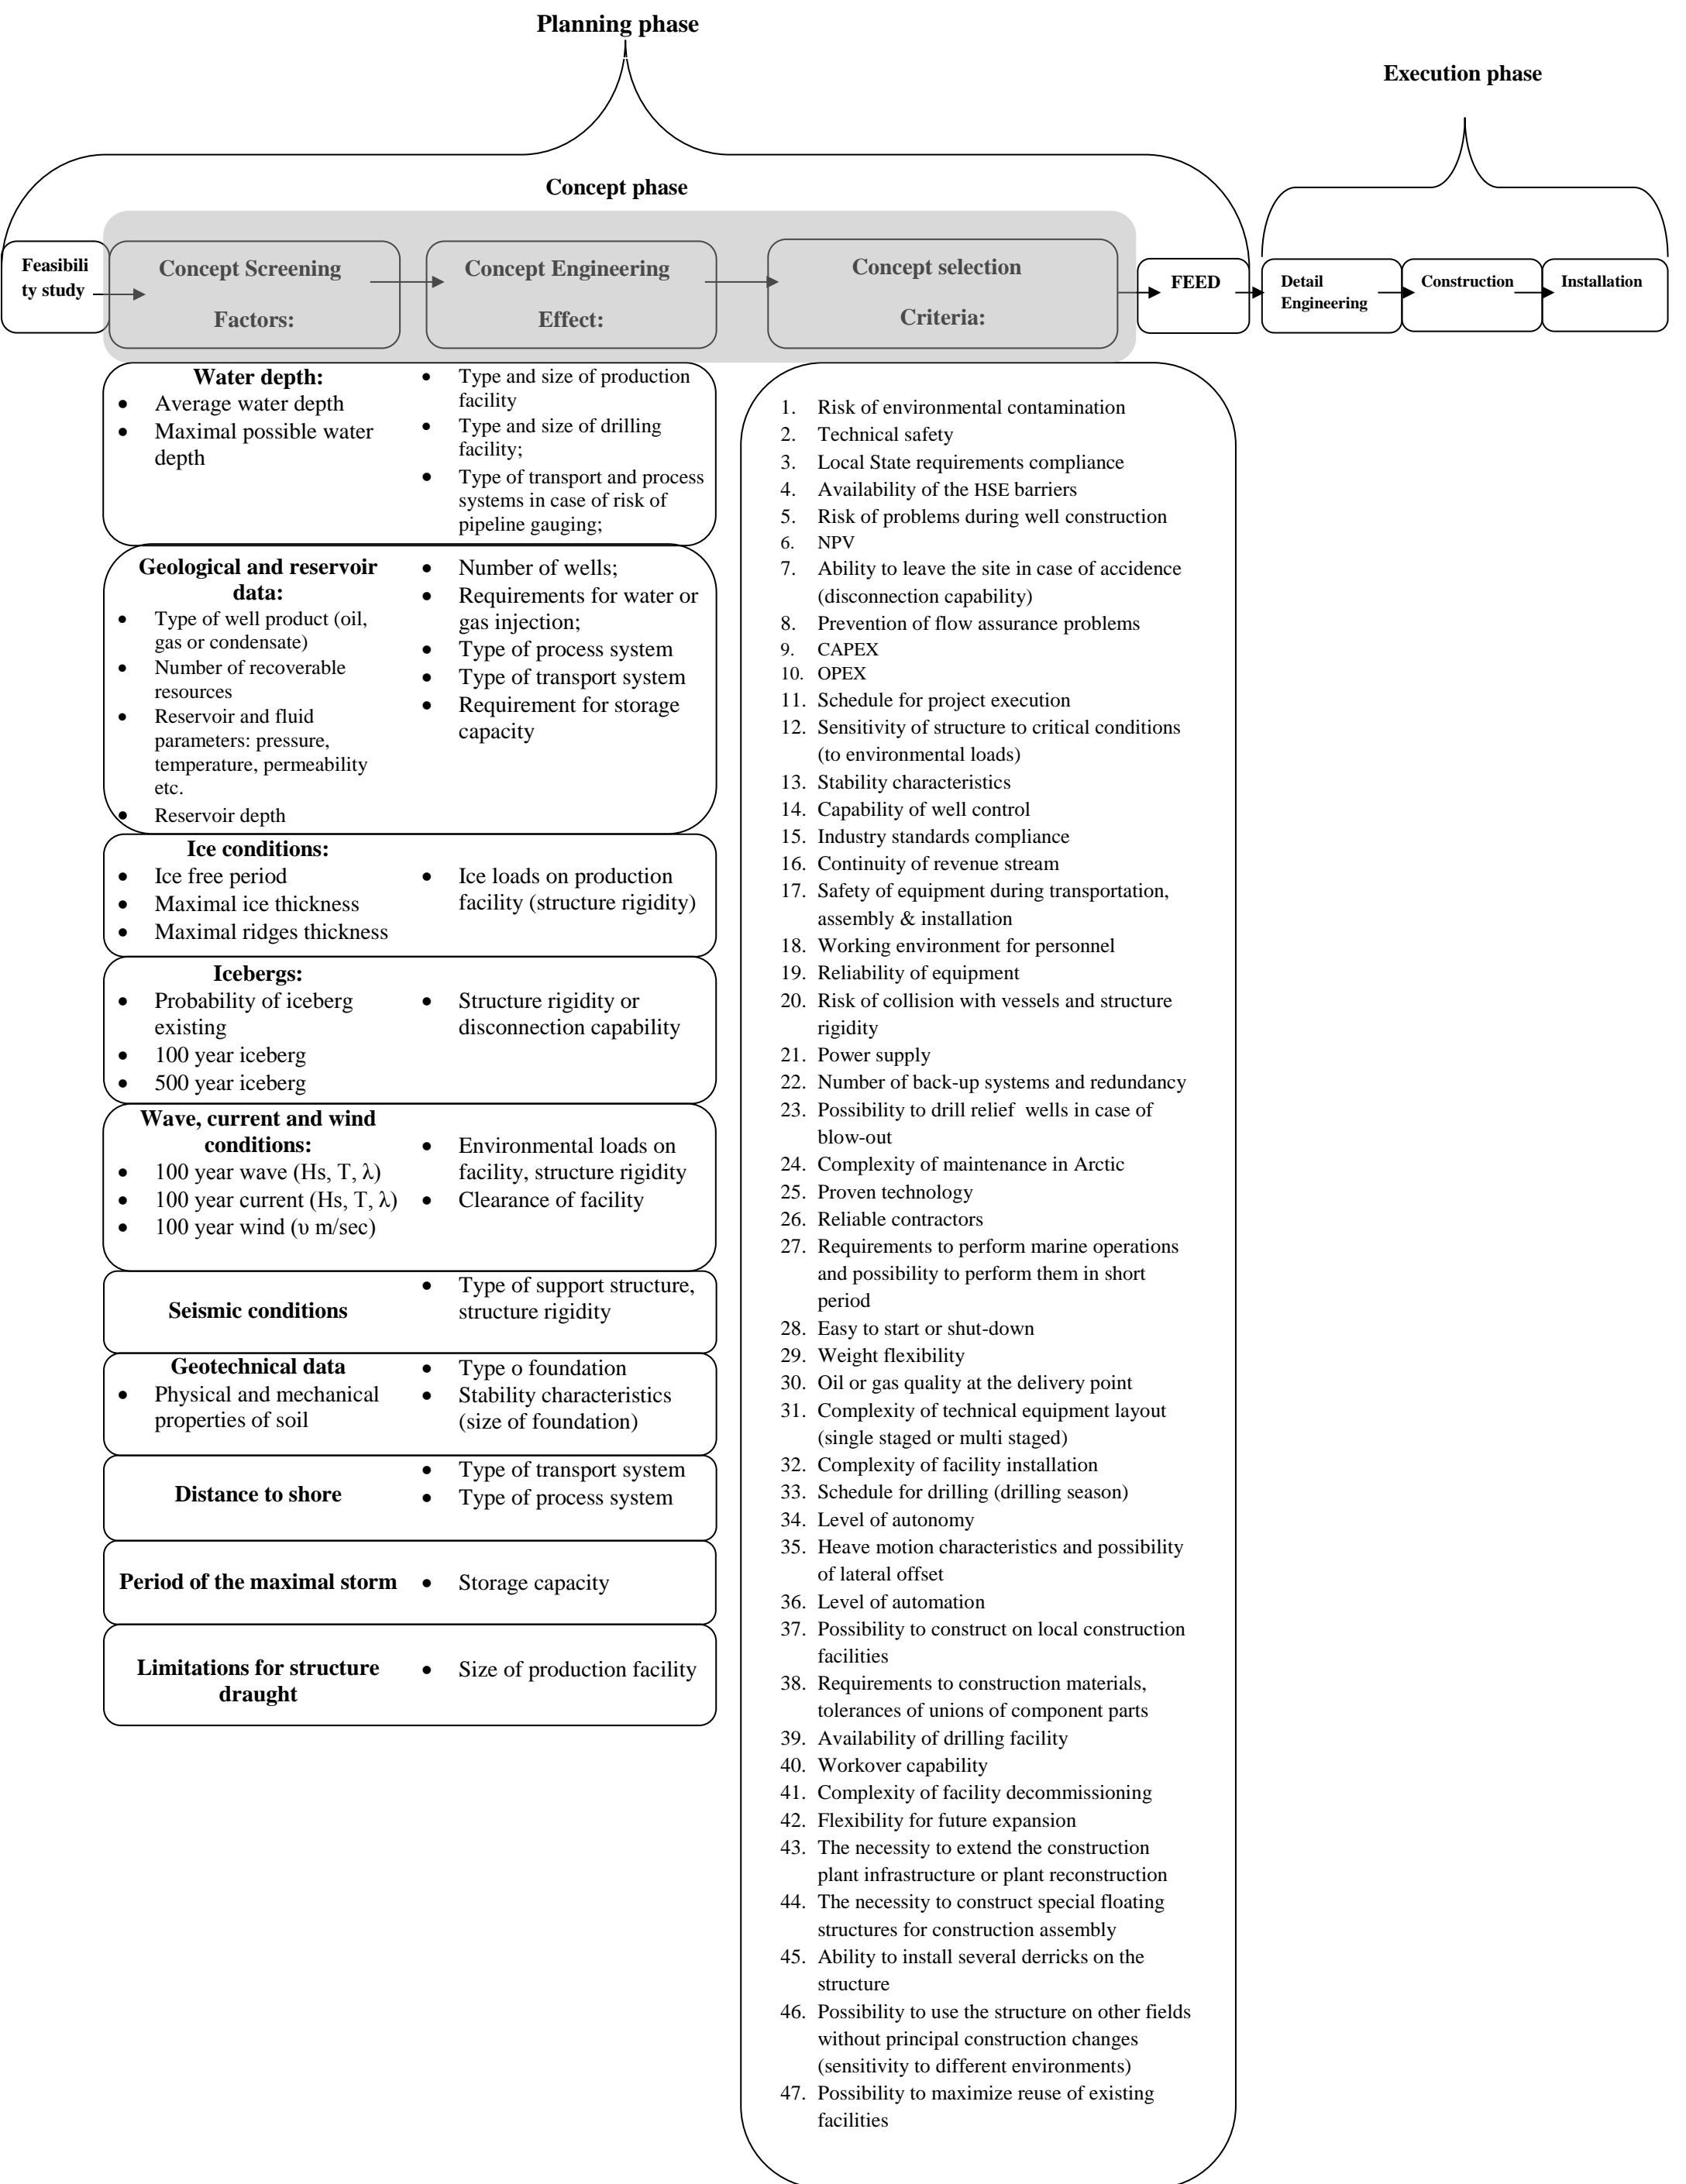 Planning phase
Execution phase
Concept phase
Feasibili
ty study
Concept Screening
Factors:
Concept Engineering
Effect:
Concept selection
Criteria:
FEED
Detail
Engineering
Construction
Installation
Water depth:
• Average water depth
• Maximal possible water
depth
• Type and size of production
facility
• Type and size of drilling
facility;
• Type of transport and process
systems in case of risk of
pipeline gauging;
Geological and reservoir
data:
• Type of well product (oil,
gas or condensate)
• Number of recoverable
resources
• Reservoir and fluid
parameters: pressure,
temperature, permeability
etc.
• Reservoir depth
• Number of wells;
• Requirements for water or
gas injection;
• Type of process system
• Type of transport system
• Requirement for storage
capacity
Ice conditions:
• Ice free period
• Maximal ice thickness
• Maximal ridges thickness
• Ice loads on production
facility (structure rigidity)
Icebergs:
• Probability of iceberg
existing
• 100 year iceberg
• 500 year iceberg
• Structure rigidity or
disconnection capability
Wave, current and wind
conditions:
• 100 year wave (Hs, T, λ)
• 100 year current (Hs, T, λ)
• 100 year wind (υ m/sec)
• Environmental loads on
facility, structure rigidity
• Clearance of facility
Seismic conditions
• Type of support structure,
structure rigidity
Geotechnical data
• Physical and mechanical
properties of soil
• Type o foundation
• Stability characteristics
(size of foundation)
Distance to shore
• Type of transport system
• Type of process system
Period of the maximal storm
• Storage capacity
Limitations for structure
draught
• Size of production facility
1. Risk of environmental contamination
2. Technical safety
3. Local State requirements compliance
4. Availability of the HSE barriers
5. Risk of problems during well construction
6. NPV
7. Ability to leave the site in case of accidence
(disconnection capability)
8. Prevention of flow assurance problems
9. CAPEX
10. OPEX
11. Schedule for project execution
12. Sensitivity of structure to critical conditions
(to environmental loads)
13. Stability characteristics
14. Capability of well control
15. Industry standards compliance
16. Continuity of revenue stream
17. Safety of equipment during transportation,
assembly & installation
18. Working environment for personnel
19. Reliability of equipment
20. Risk of collision with vessels and structure
rigidity
21. Power supply
22. Number of back-up systems and redundancy
23. Possibility to drill relief wells in case of
blow-out
24. Complexity of maintenance in Arctic
25. Proven technology
26. Reliable contractors
27. Requirements to perform marine operations
and possibility to perform them in short
period
28. Easy to start or shut-down
29. Weight flexibility
30. Oil or gas quality at the delivery point
31. Complexity of technical equipment layout
(single staged or multi staged)
32. Complexity of facility installation
33. Schedule for drilling (drilling season)
34. Level of autonomy
35. Heave motion characteristics and possibility
of lateral offset
36. Level of automation
37. Possibility to construct on local construction
facilities
38. Requirements to construction materials,
tolerances of unions of component parts
39. Availability of drilling facility
40. Workover capability
41. Complexity of facility decommissioning
42. Flexibility for future expansion
43. The necessity to extend the construction
plant infrastructure or plant reconstruction
44. The necessity to construct special floating
structures for construction assembly
45. Ability to install several derricks on the
structure
46. Possibility to use the structure on other fields
without principal construction changes
(sensitivity to different environments)
47. Possibility to maximize reuse of existing
facilities